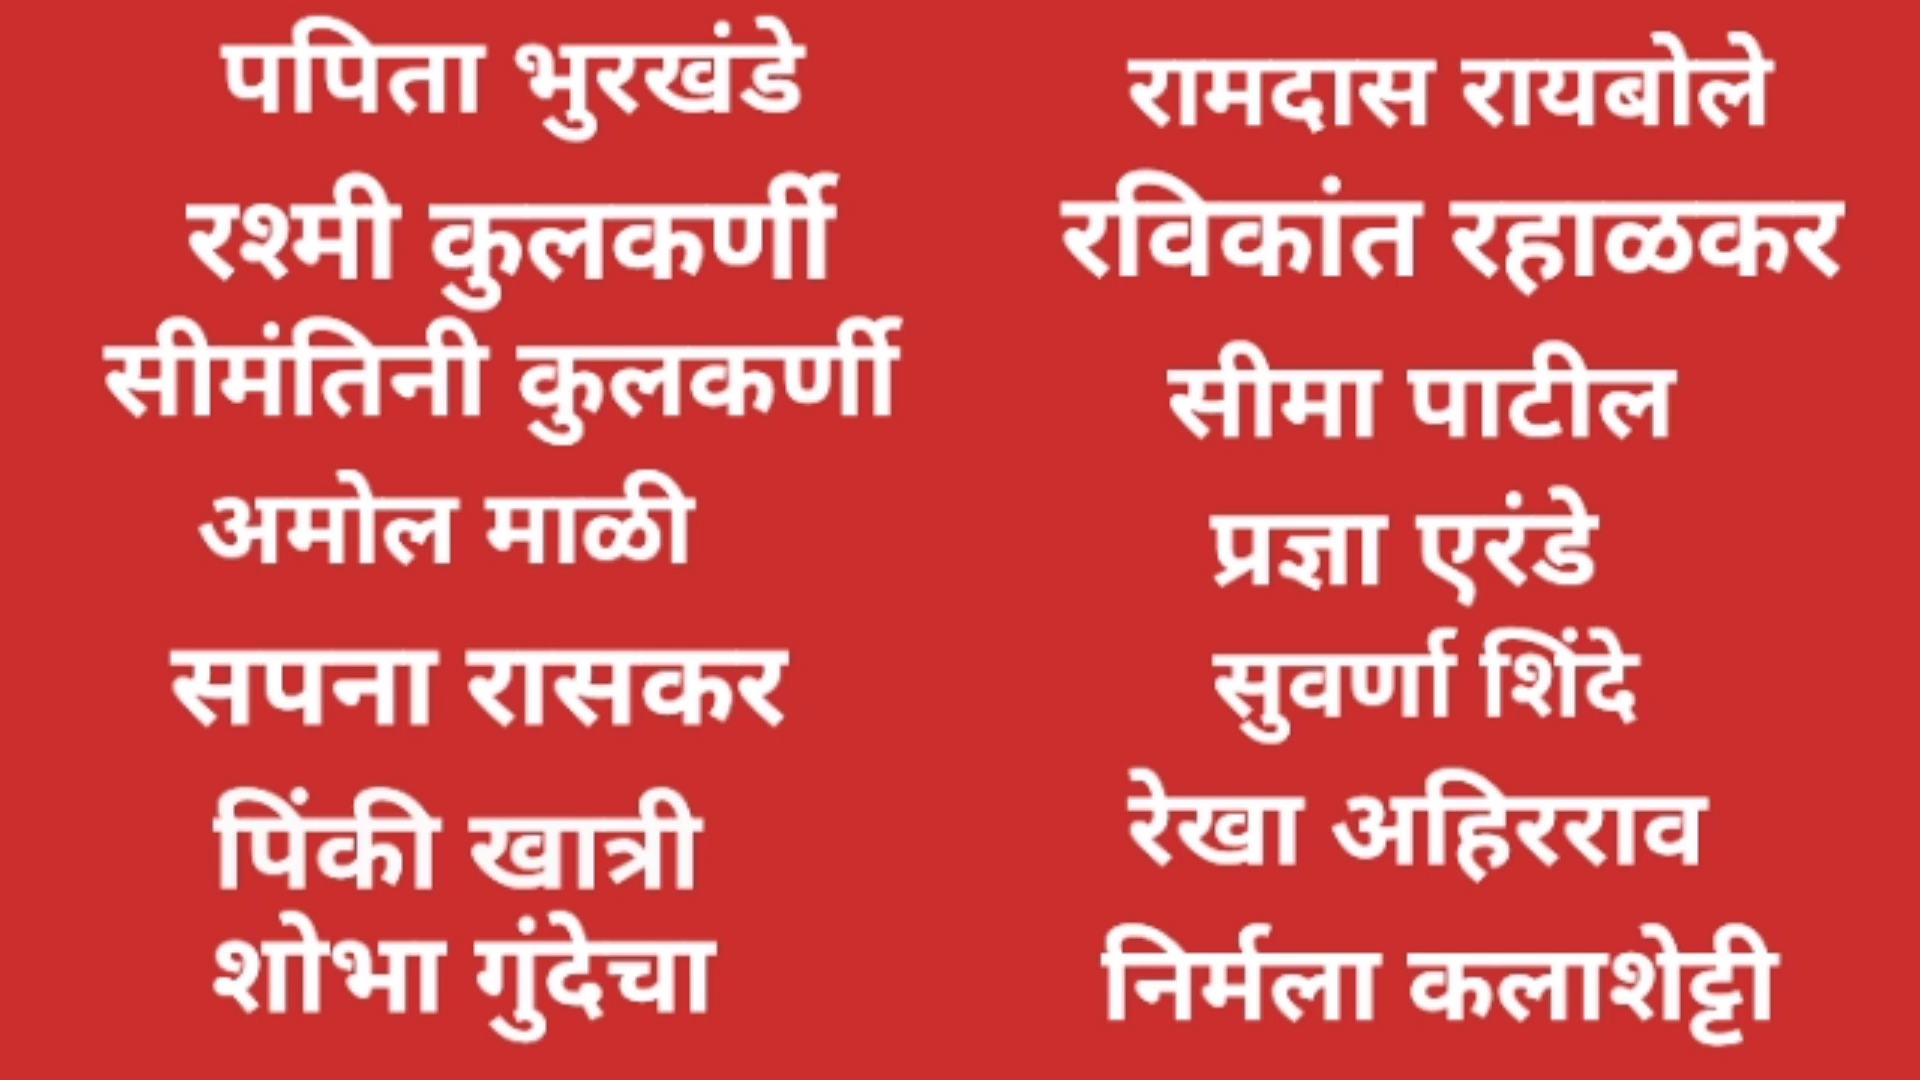 पपिता भुरखंडे
रश्मी कुलकर्णी
सीमंतिनी कुलकर्णी
अमोल माळी
सपना रासकर
पिंकी खात्री
शोभा गुंदेचा
रामदास रायबोले
रविकांत रहाळकर
सीमा पाटील
प्रज्ञा एरंडे
सुवर्णा शिंदे
रेखा अहिरराव
निर्मला कलाशेट्टी